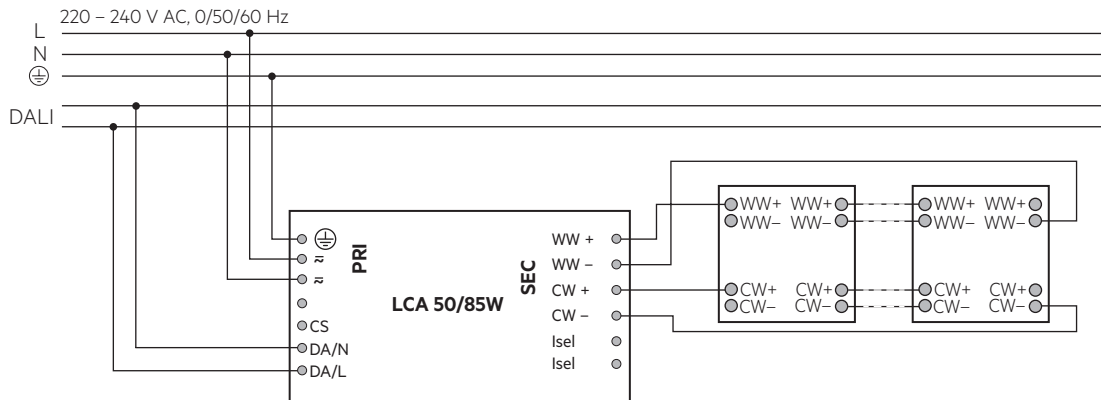 220 – 240 V AC, 0/50/60 Hz
L
N
DALI
PRI
SEC
LCA 50/85W
CS
DA/N
DA/L
WW +
WW –
CW +
CW –
Isel
Isel
WW+ WW+
WW– WW–
CW+ CW+
CW– CW–
WW+ WW+
WW– WW–
CW+ CW+
CW– CW–